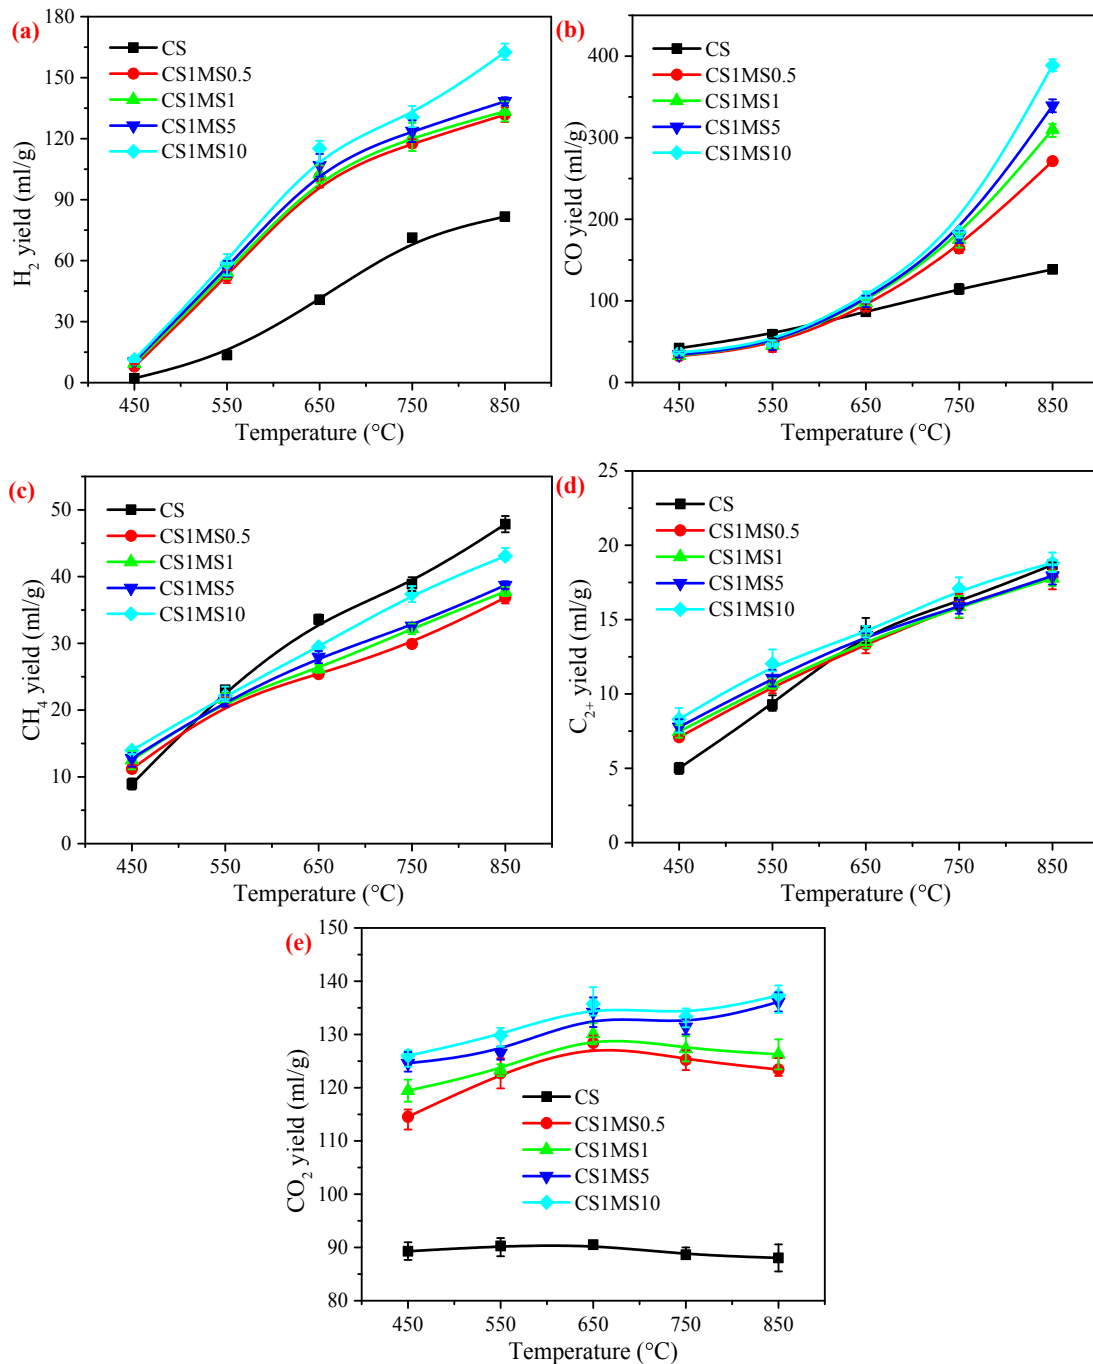 (a)
180
150
120
90
60
30
0
H2 yield (ml/g)
CS
CS1MS0.5
CS1MS1
CS1MS5
CS1MS10
450 550 650 750 850
Temperature (°C)
(b)
400
300
200
100
0
CO yield (ml/g)
CS
CS1MS0.5
CS1MS1
CS1MS5
CS1MS10
450 550 650 750 850
Temperature (°C)
(c)
50
40
30
20
10
0
CH4 yield (ml/g)
CS
CS1MS0.5
CS1MS1
CS1MS5
CS1MS10
450 550 650 750 850
Temperature (°C)
(d)
25
20
15
10
5
0
C2+ yield (ml/g)
CS
CS1MS0.5
CS1MS1
CS1MS5
CS1MS10
450 550 650 750 850
Temperature (°C)
(e)
150
140
130
120
110
100
90
80
CO2 yield (ml/g)
CS
CS1MS0.5
CS1MS1
CS1MS5
CS1MS10
450 550 650 750 850
Temperature (°C)